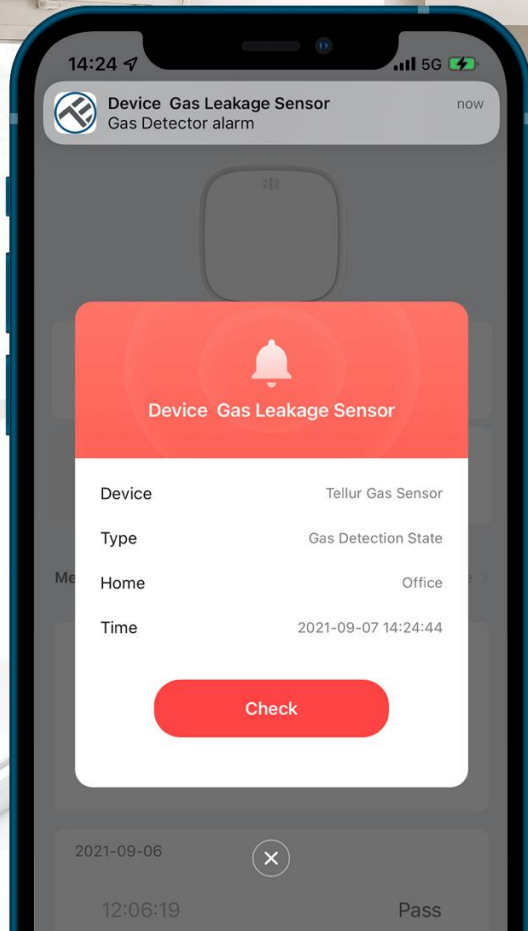 14:24
5G
Device Gas Leakage Sensor
now
Gas Detector alarm
Device Gas Leakage Sensor
Device
Tellur Gas Sensor
Type
Gas Detection State
Me
Home
Office
Time
2021-09-07 14:24:44
Check
2021-09-06
12:06:19
Pass